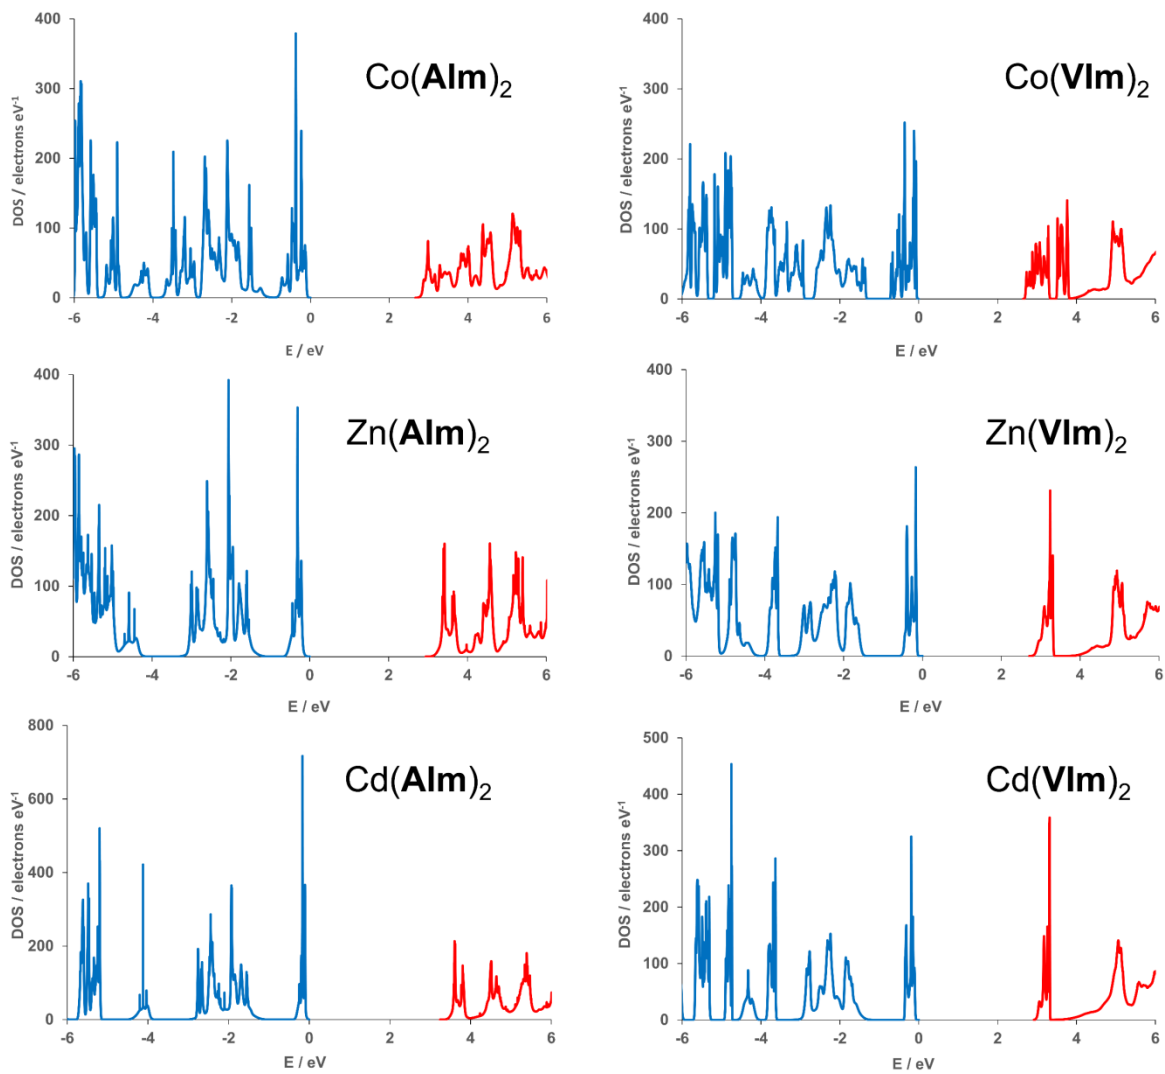 Co(AIm)2
DOS / electrons eV-1
400
300
200
100
0
-6 -4 -2 0 2 4 6
E / eV
Co(VIm)2
DOS / electrons eV-1
400
300
200
100
0
-6 -4 -2 0 2 4 6
E / eV
Zn(AIm)2
DOS / electrons eV-1
400
300
200
100
0
-6 -4 -2 0 2 4 6
E / eV
Zn(VIm)2
DOS / electrons eV-1
400
300
200
100
0
-6 -4 -2 0 2 4 6
E / eV
Cd(AIm)2
DOS / electrons eV-1
800
600
400
200
0
-6 -4 -2 0 2 4 6
E / eV
Cd(VIm)2
DOS / electrons eV-1
500
400
300
200
100
0
-6 -4 -2 0 2 4 6
E / eV